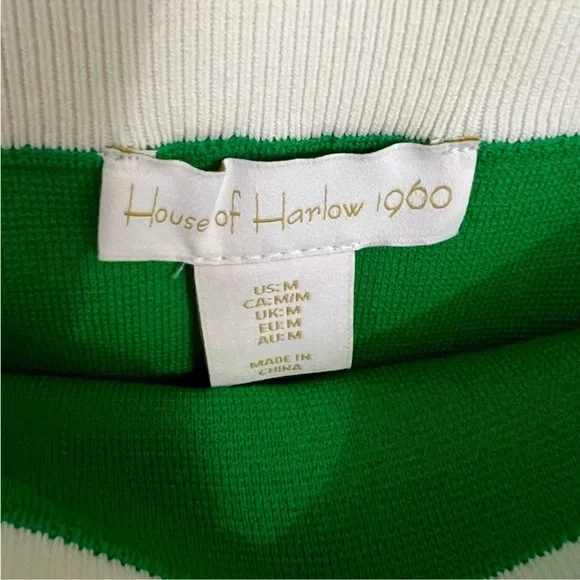 House of Harlow 1960
US: M
CA: M/M
UK: M
EU: M
AU: M
MADE IN
CHINA